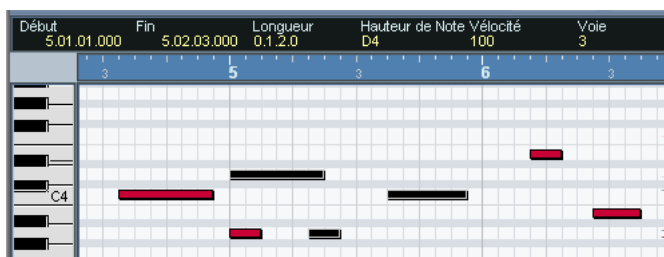 Début Fin Longueur Hauteur de Note Vélocité Voie
5.01.01.000 5.02.03.000 0.1.2.0 D4 100 3
3 5 3 6 3
C4